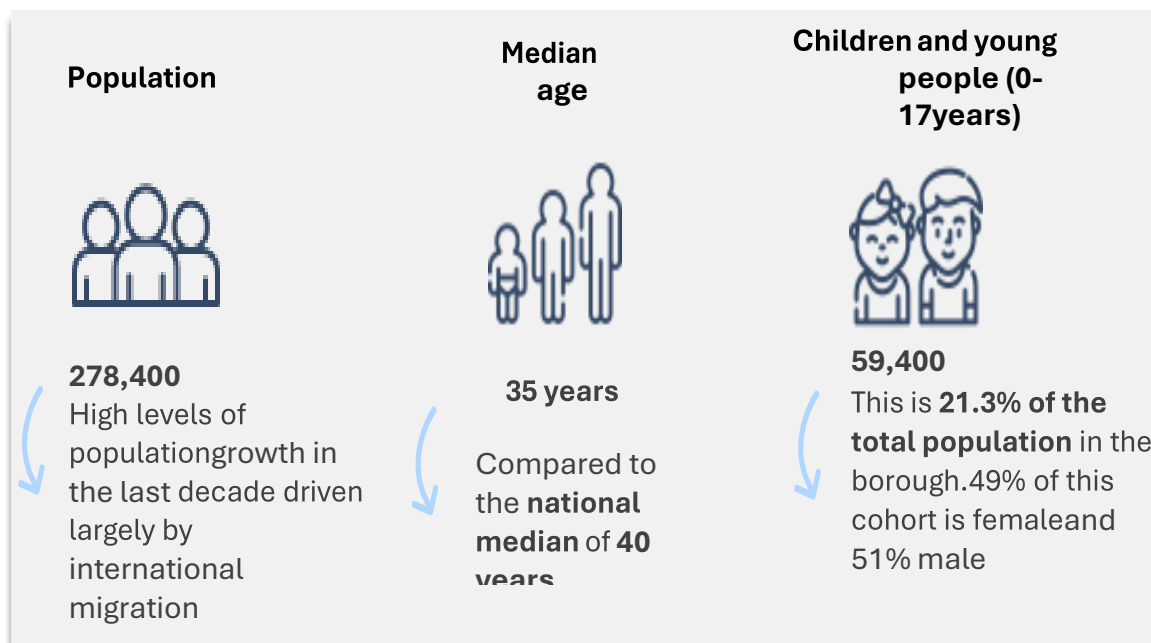 Population
278,400
High levels of
populationgrowth in
the last decade driven
largely by
international
migration
Median
age
35 years
Compared to
the national
median of 40
years
Children and young
people (0-
17years)
59,400
This is 21.3% of the
total population in the
borough.49% of this
cohort is femaleand
51% male